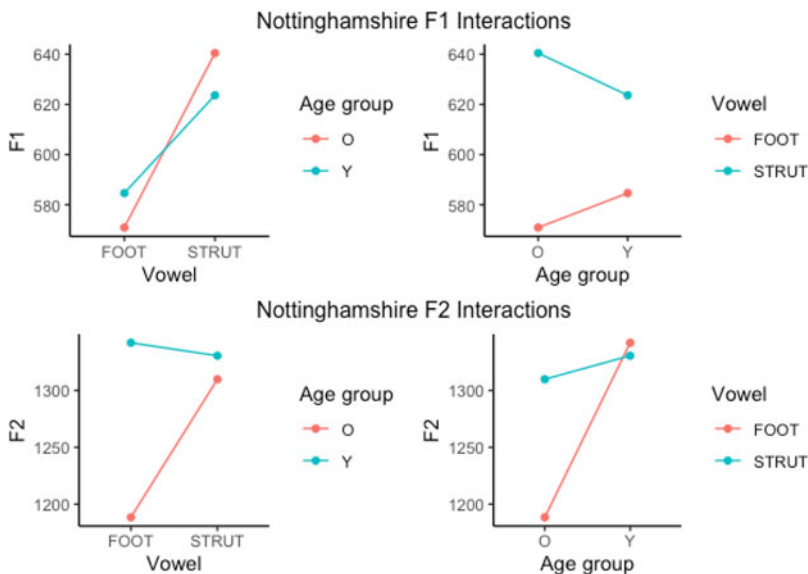 Nottinghamshire F1 Interactions
640
620
600
580
F1
FOOT STRUT
Vowel
Age group
O
Y
640
620
600
580
F1
O Y
Age group
Vowel
FOOT
STRUT
Nottinghamshire F2 Interactions
1300
1250
1200
F2
FOOT STRUT
Vowel
Age group
O
Y
1300
1250
1200
F2
O Y
Age group
Vowel
FOOT
STRUT